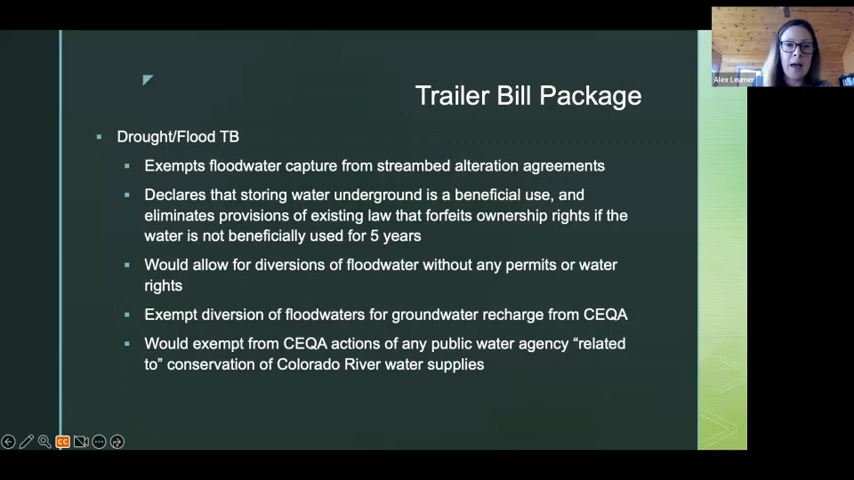 Trailer Bill Package
Drought/Flood TB
Exempts floodwater capture from streambed alteration agreements
Declares that storing water underground is a beneficial use, and
eliminates provisions of existing law that forfeits ownership rights if the
water is not beneficially used for 5 years
Would allow for diversions of floodwater without any permits or water
rights
Exempt diversion of floodwaters for groundwater recharge from CEQA
Would exempt from CEQA actions of any public water agency “related
to” conservation of Colorado River water supplies
Alex Leumer
CC